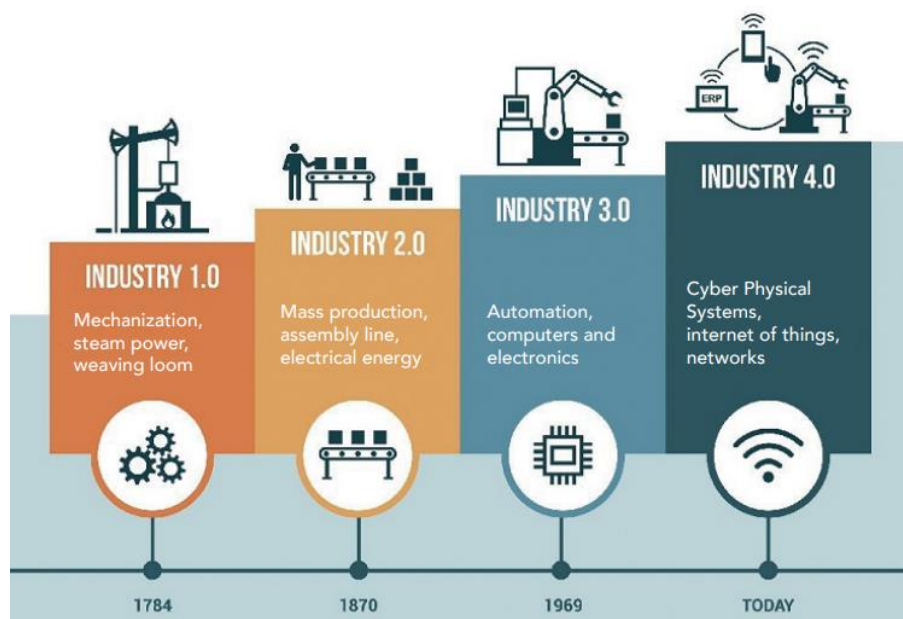 ERP
INDUSTRY 1.0
Mechanization,
steam power,
weaving loom
INDUSTRY 2.0
Mass production,
assembly line,
electrical energy
INDUSTRY 3.0
Automation,
computers and
electronics
INDUSTRY 4.0
Cyber Physical
Systems,
internet of things,
networks
1784
1870
1969
TODAY